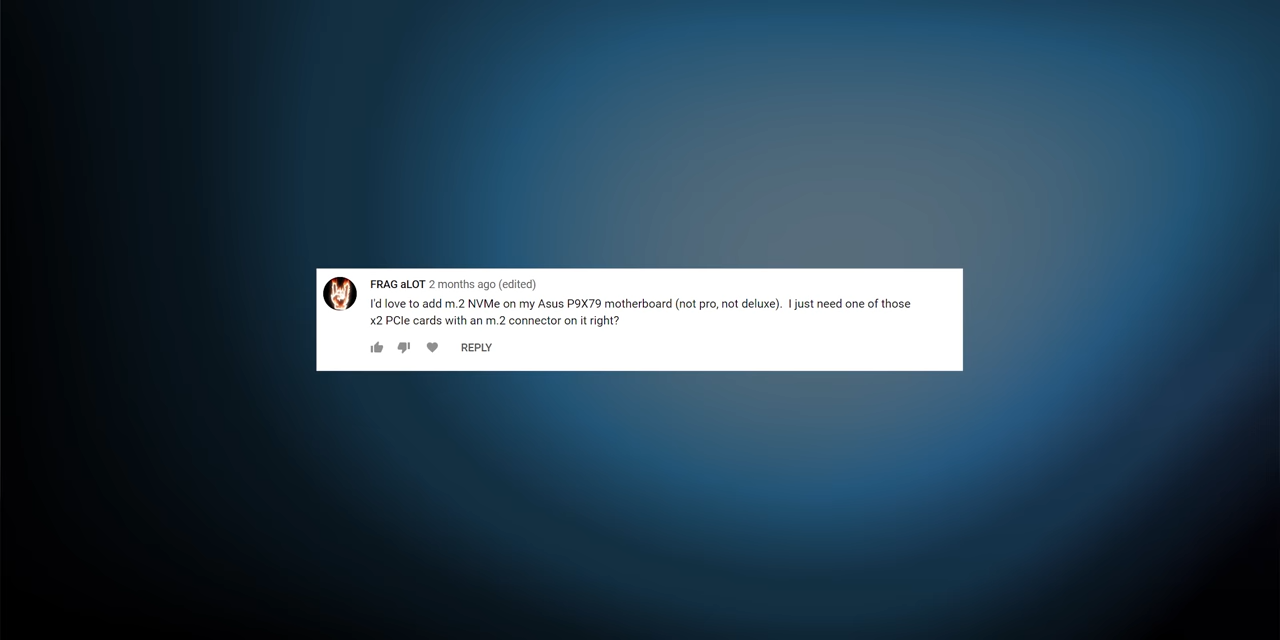 FRAG aLOT 2 months ago (edited)
I'd love to add m.2 NVMe on my Asus P9X79 motherboard (not pro, not deluxe).  I just need one of those
x2 PCIe cards with an m.2 connector on it right?
REPLY